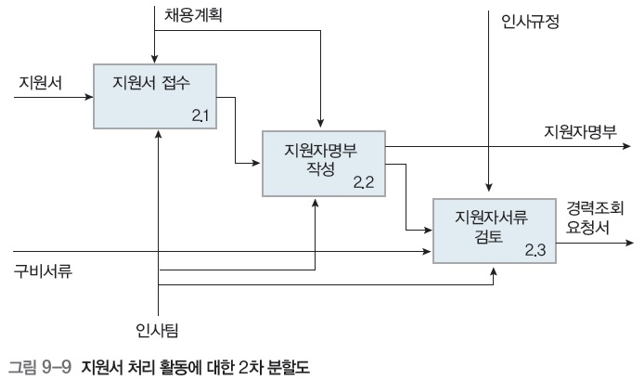 채용계획
인사규정
지원서
지원서 접수
2.1
지원자명부
작성
2.2
지원자명부
지원자서류
검토
2.3
경력조회
요청서
구비서류
인사팀
그림 9-9 지원서 처리 활동에 대한 2차 분할도